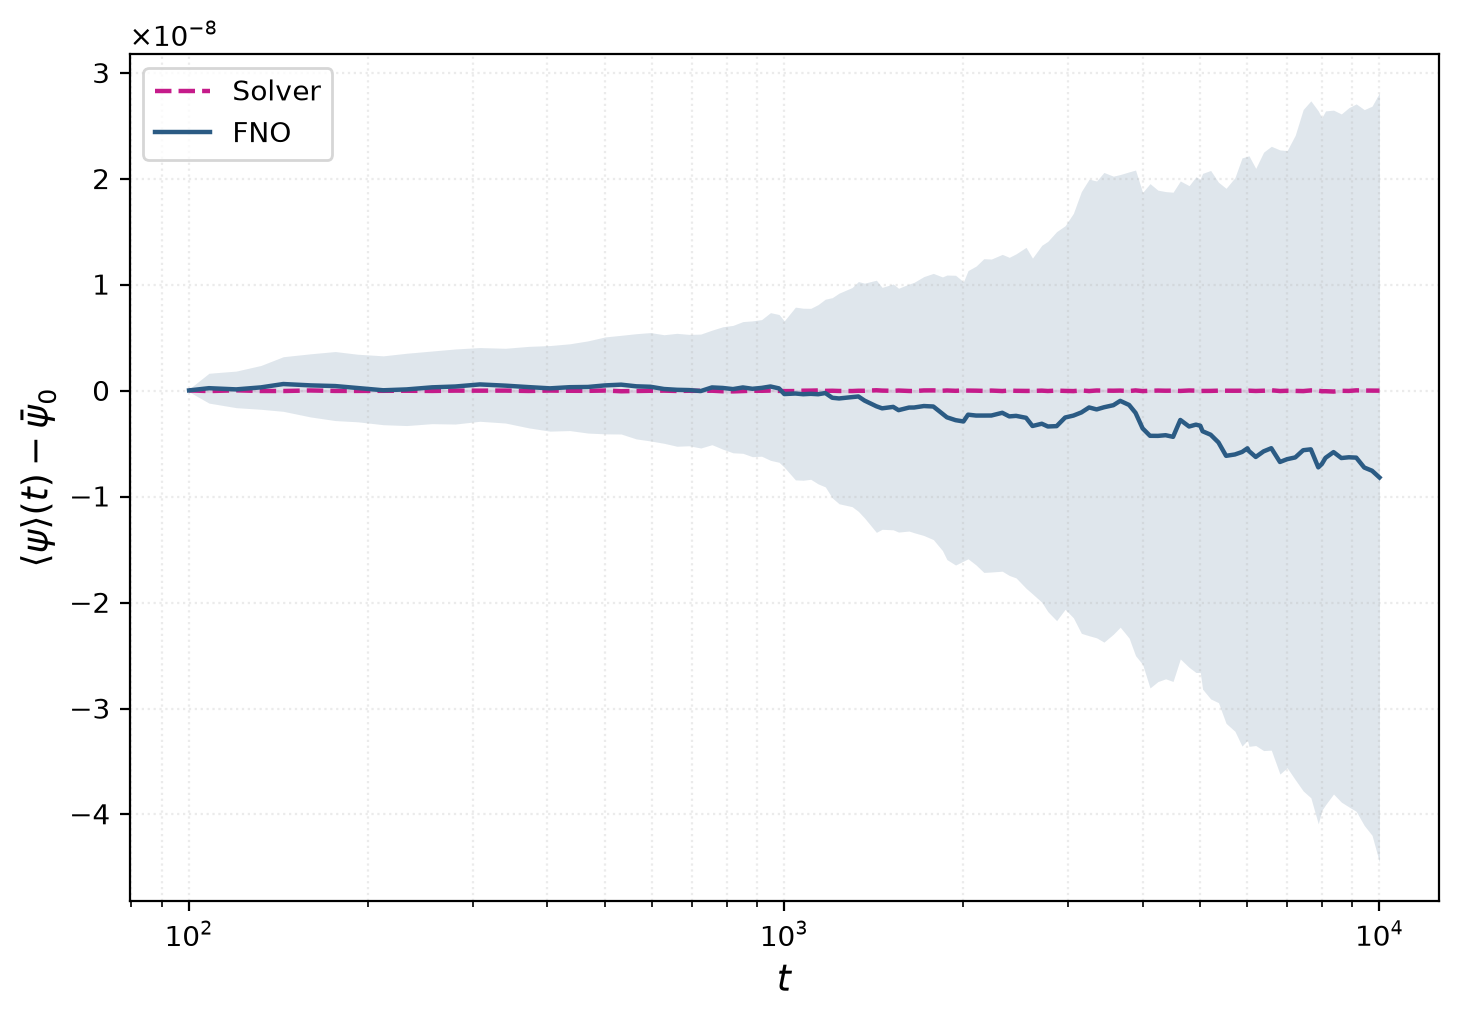 ×10⁻⁸
Solver
FNO
3
2
1
0
−1
−2
−3
−4
⟨ψ⟩(t) − ψ̄₀
10² 10³ 10⁴
t